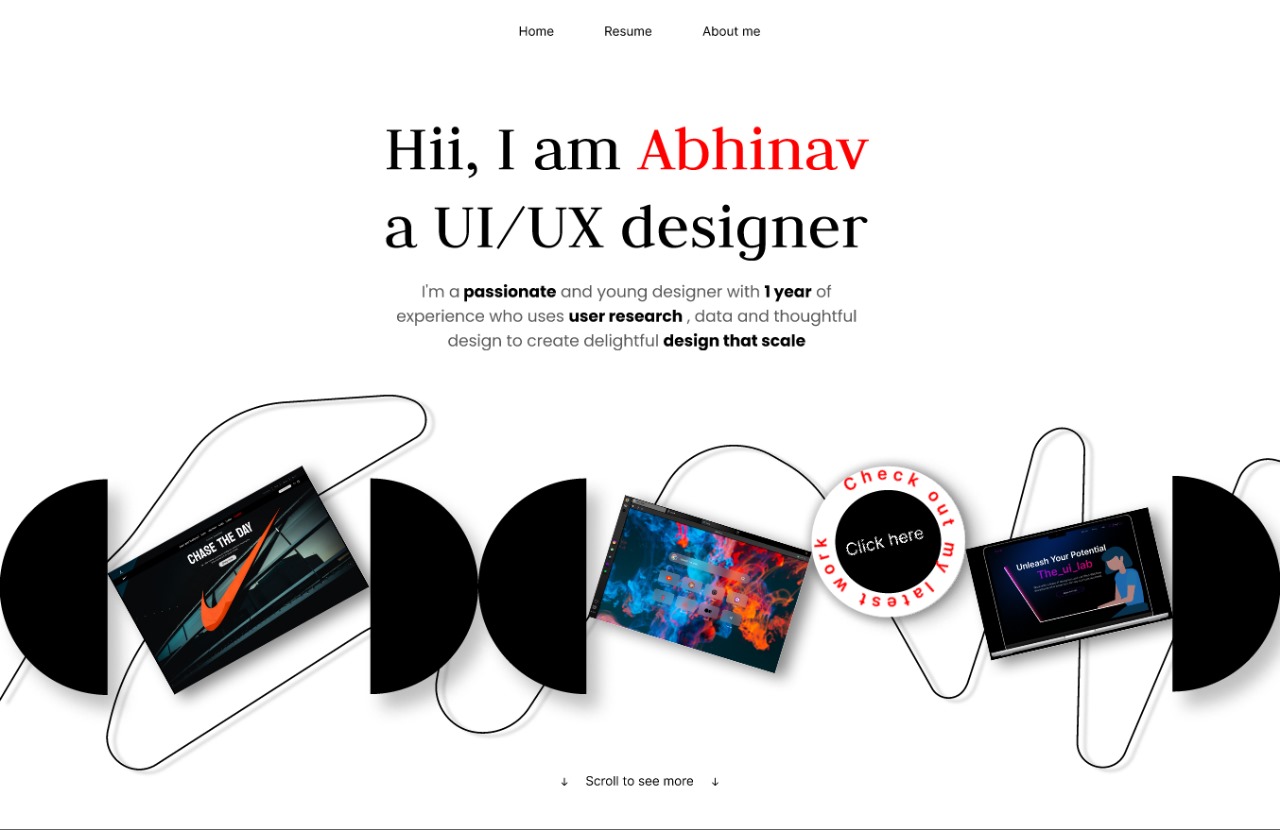 Home Resume About me
Hii, I am Abhinav
a UI/UX designer
I'm a passionate and young designer with 1 year of
experience who uses user research , data and thoughtful
design to create delightful design that scale
CHASE THE DAY
Check out my latest work
Click here
Unleash Your Potential
The_ui_lab
↓ Scroll to see more ↓